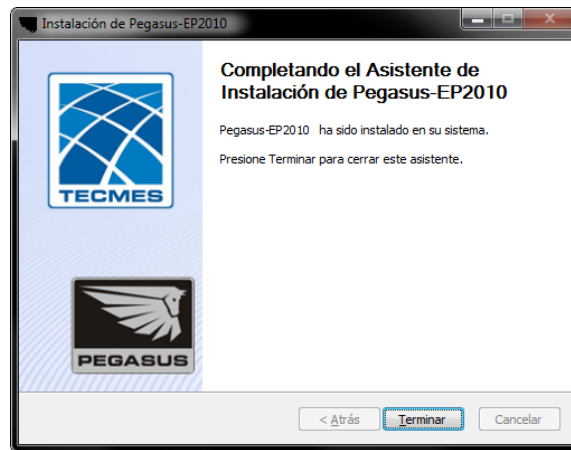 Instalación de Pegasus-EP2010
Completando el Asistente de
Instalación de Pegasus-EP2010
Pegasus-EP2010 ha sido instalado en su sistema.
Presione Terminar para cerrar este asistente.
TECMES
PEGASUS
< Atrás
Terminar
Cancelar